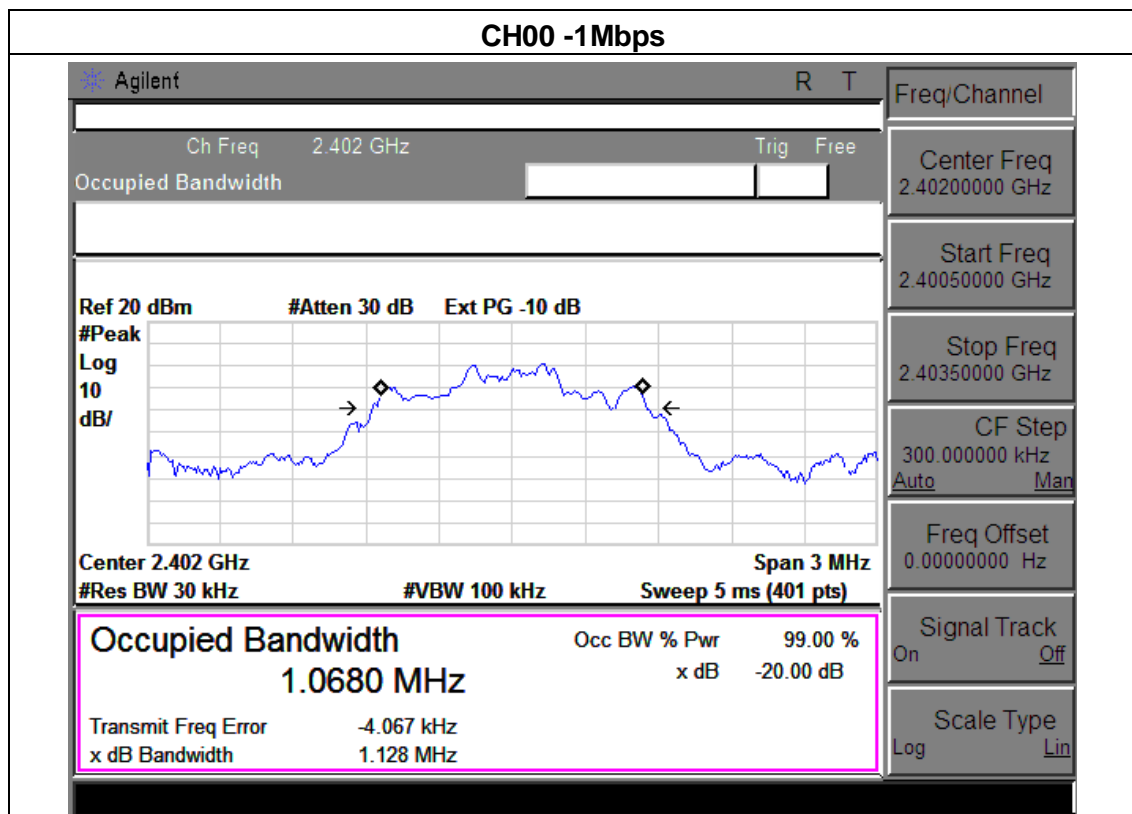 CH00 -1Mbps
Agilent R T
Ch Freq 2.402 GHz Trig Free
Occupied Bandwidth
Ref 20 dBm #Atten 30 dB Ext PG -10 dB
#Peak
Log
10
dB/
Center 2.402 GHz Span 3 MHz
#Res BW 30 kHz #VBW 100 kHz Sweep 5 ms (401 pts)
Occupied Bandwidth
1.0680 MHz
Occ BW % Pwr 99.00 %
x dB -20.00 dB
Transmit Freq Error -4.067 kHz
x dB Bandwidth 1.128 MHz
Freq/Channel
Center Freq
2.40200000 GHz
Start Freq
2.40050000 GHz
Stop Freq
2.40350000 GHz
CF Step
300.000000 kHz
Auto Man
Freq Offset
0.00000000 Hz
Signal Track
On Off
Scale Type
Log Lin